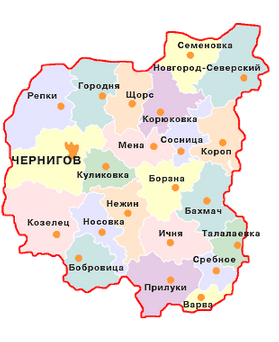 Семеновка
Новгород-Северский
Городня
Репки
Щорс
Корюковка
Мена
Сосница
Короп
ЧЕРНИГОВ
Куликовка
Борзна
Нежин
Бахмач
Козелец
Носовка
Ичня
Талалаевка
Бобровица
Сребное
Прилуки
Варва